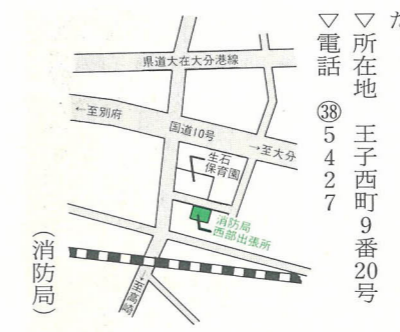 ▽所在地　王子西町9番20号
▽電話　㊳5427
県道大在大分港線
←至別府
国道10号
→至大分
生石
保育園
消防局
西部出張所
→至高崎
（消防局）